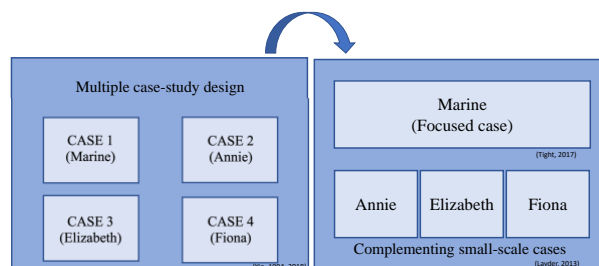 Multiple case-study design
CASE 1
(Marine)
CASE 2
(Annie)
CASE 3
(Elizabeth)
CASE 4
(Fiona)
Marine
(Focused case)
(Tight, 2017)
Annie
Elizabeth
Fiona
Complementing small-scale cases
(Layder, 2013)